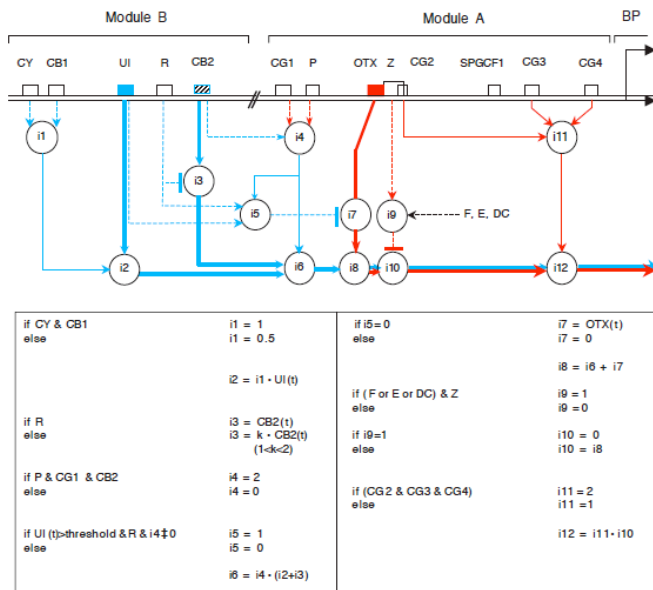 Module B Module A BP
CY CB1 UI R CB2 CG1 P OTX Z CG2 SPGCF1 CG3 CG4
i1 i4 i11
i3
i5 i7 i9 F, E, DC
i2 i6 i8 i10 i12
if CY & CB1 i1 = 1
else i1 = 0.5
i2 = i1 · UI(t)
if R i3 = CB2(t)
else i3 = k · CB2(t)
(1<k<2)
if P & CG1 & CB2 i4 = 2
else i4 = 0
if UI(t)>threshold & R & i4‡0 i5 = 1
else i5 = 0
i6 = i4 · (i2+i3)
if i5=0 i7 = OTX(t)
else i7 = 0
i8 = i6 + i7
if (F or E or DC) & Z i9 = 1
else i9 = 0
if i9=1 i10 = 0
else i10 = i8
if (CG2 & CG3 & CG4) i11 = 2
else i11 = 1
i12 = i11 · i10